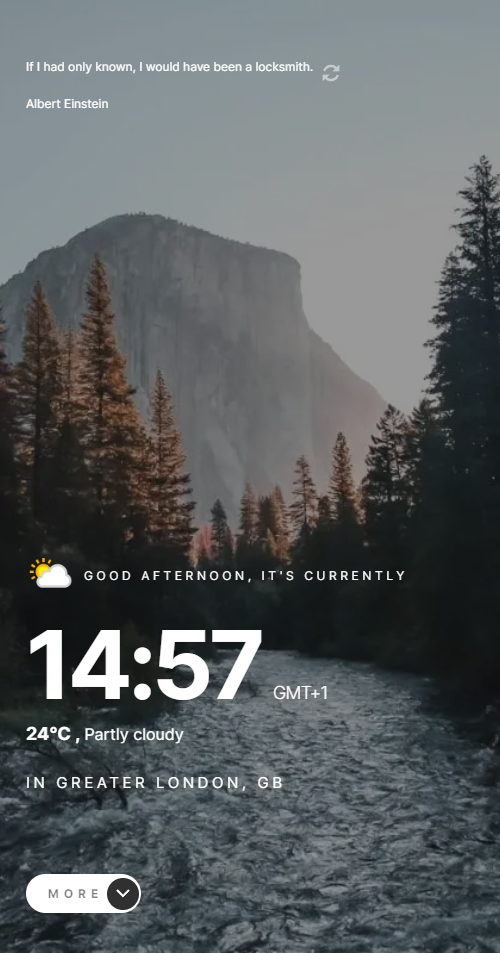 If I had only known, I would have been a locksmith.
Albert Einstein
GOOD AFTERNOON, IT'S CURRENTLY
14:57 GMT+1
24°C , Partly cloudy
IN GREATER LONDON, GB
MORE